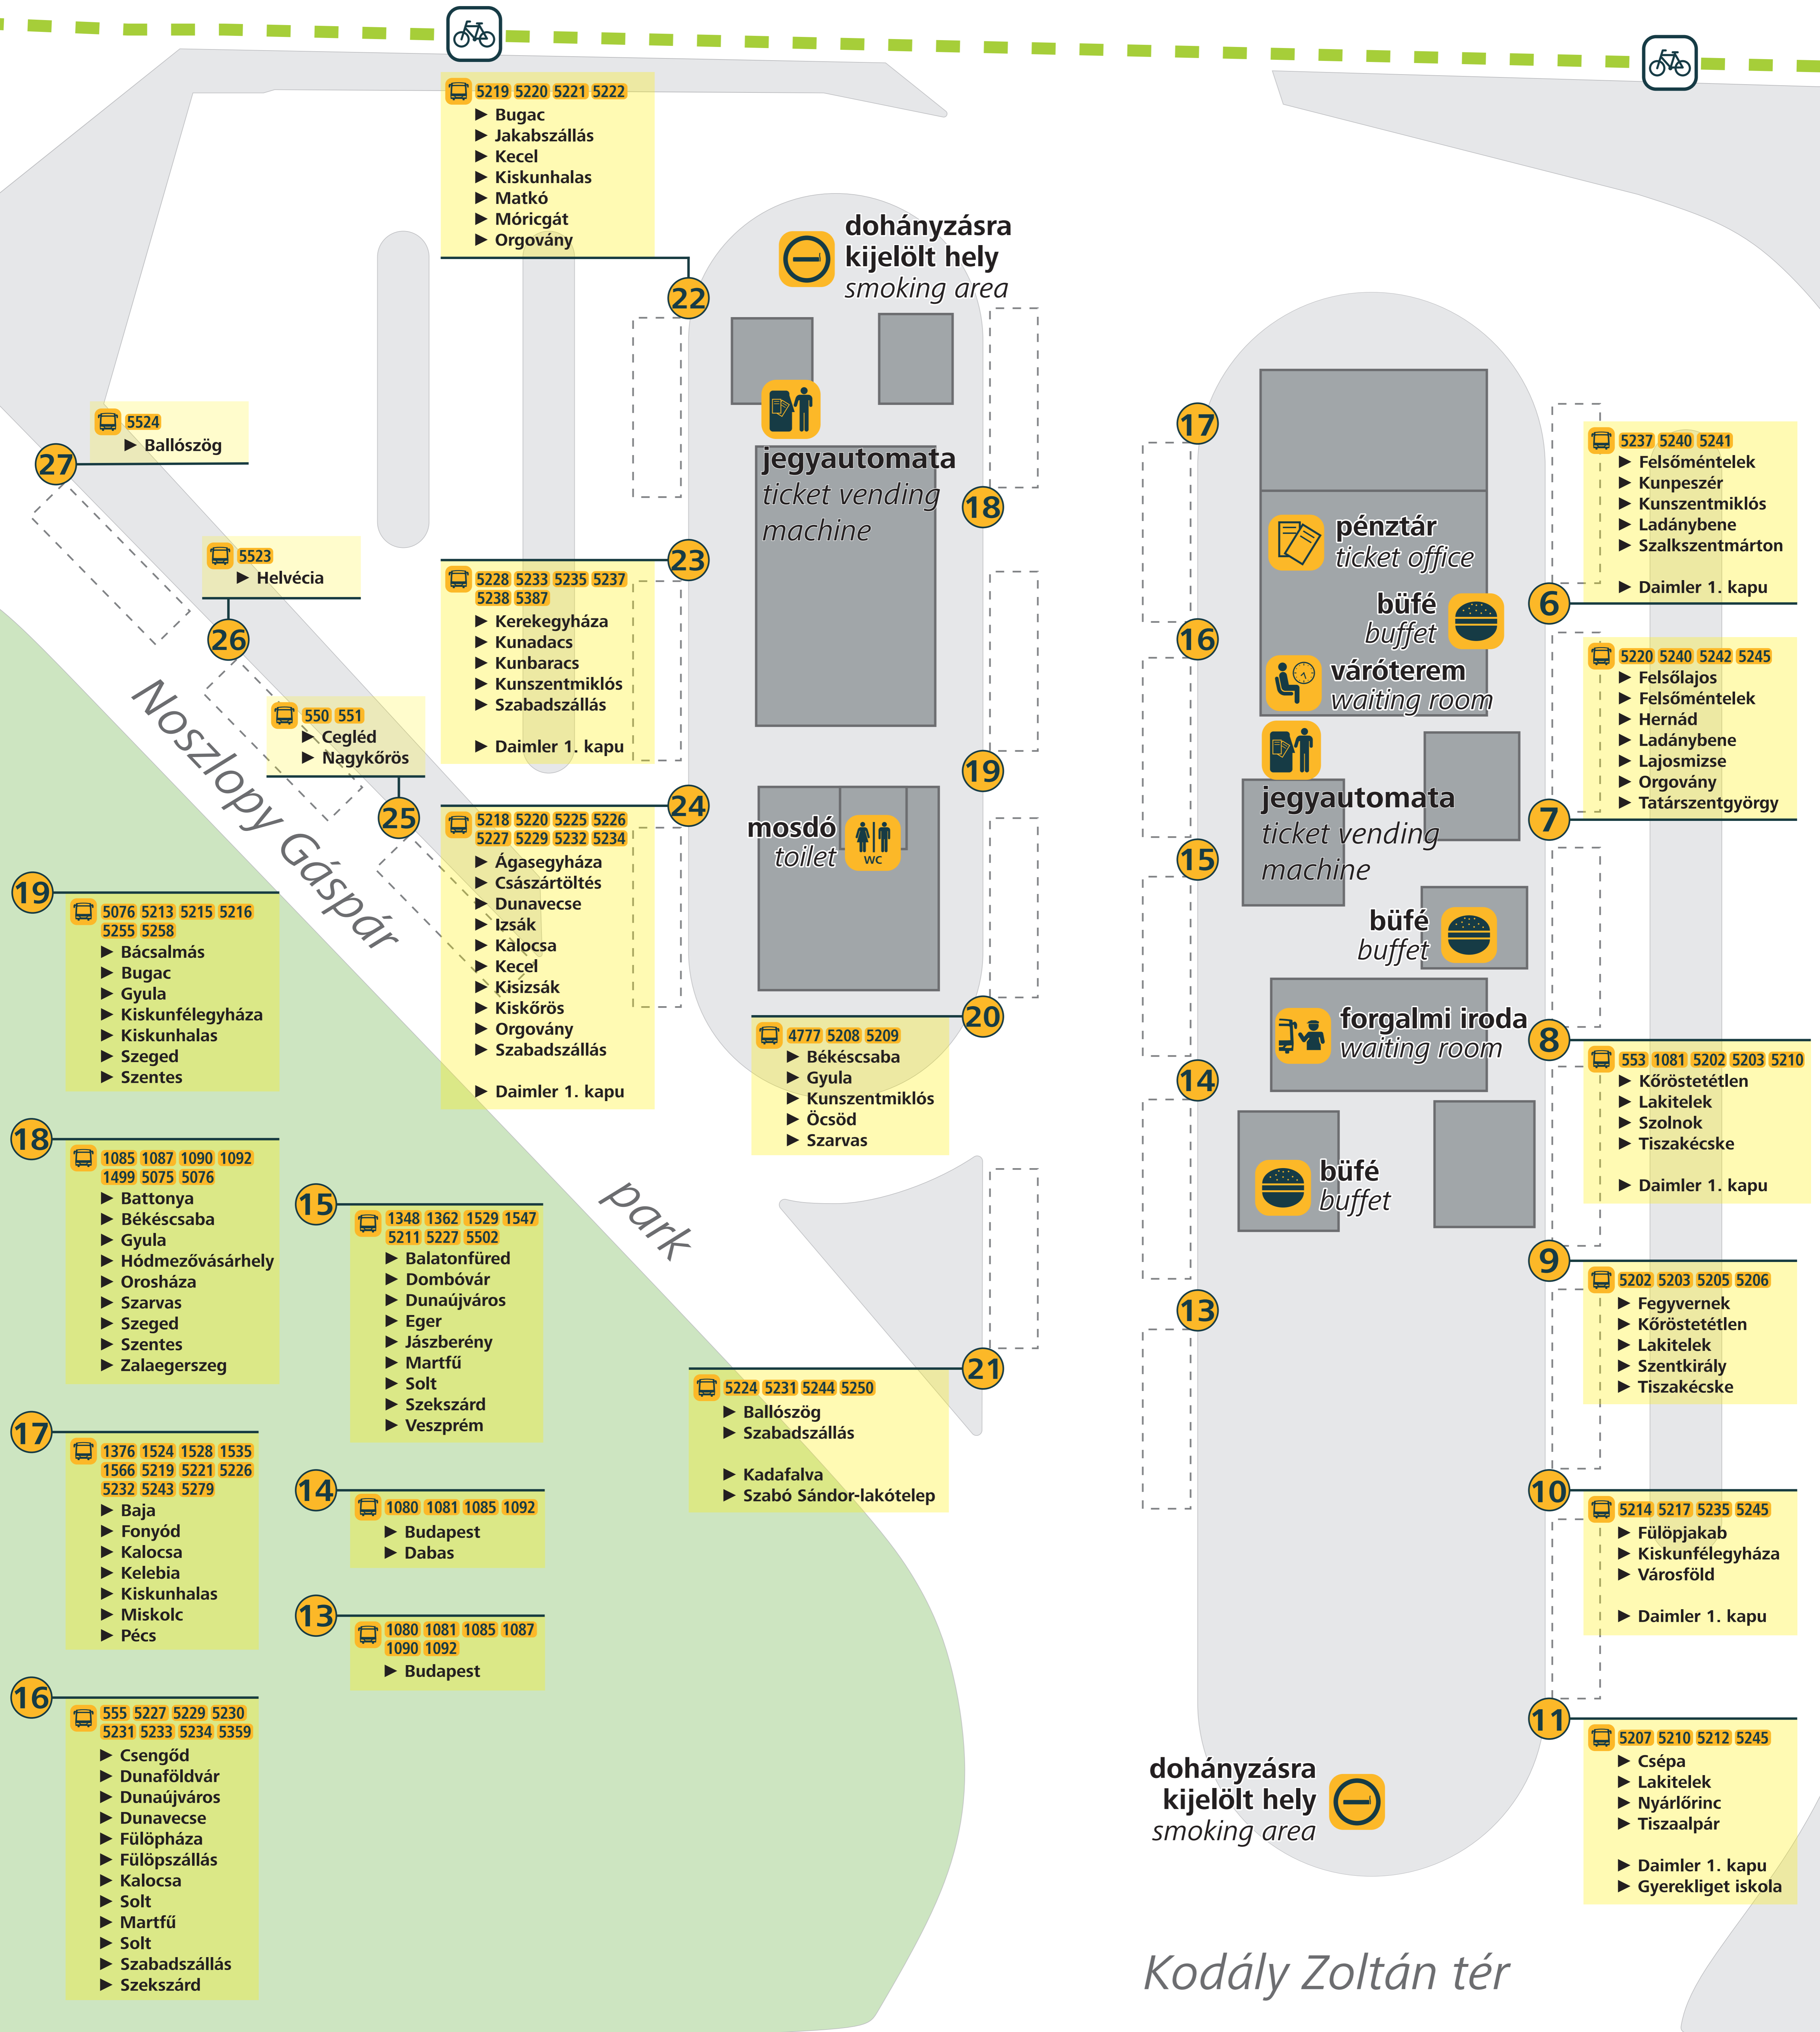 5219 5220 5221 5222
► Bugac
► Jakabszállás
► Kecel
► Kiskunhalas
► Matkó
► Móricgát
► Orgovány
22
dohányzásra
kijelölt hely
smoking area
jegyautomata
ticket vending
machine
18
5524
► Ballószög
27
5523
► Helvécia
26
550 551
► Cegléd
► Nagykőrös
25
23
5228 5233 5235 5237
5238 5387
► Kerekegyháza
► Kunadacs
► Kunbaracs
► Kunszentmiklós
► Szabadszállás
► Daimler 1. kapu
24
5218 5220 5225 5226
5227 5229 5232 5234
► Ágasegyháza
► Császártöltés
► Dunavecse
► Izsák
► Kalocsa
► Kecel
► Kisizsák
► Kiskőrös
► Orgovány
► Szabadszállás
► Daimler 1. kapu
19
mosdó
toilet
WC
20
4777 5208 5209
► Békéscsaba
► Gyula
► Kunszentmiklós
► Öcsöd
► Szarvas
21
5224 5231 5244 5250
► Ballószög
► Szabadszállás
► Kadafalva
► Szabó Sándor-lakótelep
Noszlopy Gáspár
park
19
5076 5213 5215 5216
5255 5258
► Bácsalmás
► Bugac
► Gyula
► Kiskunfélegyháza
► Kiskunhalas
► Szeged
► Szentes
18
1085 1087 1090 1092
1499 5075 5076
► Battonya
► Békéscsaba
► Gyula
► Hódmezővásárhely
► Orosháza
► Szarvas
► Szeged
► Szentes
► Zalaegerszeg
17
1376 1524 1528 1535
1566 5219 5221 5226
5232 5243 5279
► Baja
► Fonyód
► Kalocsa
► Kelebia
► Kiskunhalas
► Miskolc
► Pécs
16
555 5227 5229 5230
5231 5233 5234 5359
► Csengőd
► Dunaföldvár
► Dunaújváros
► Dunavecse
► Fülöpháza
► Fülöpszállás
► Kalocsa
► Solt
► Martfű
► Solt
► Szabadszállás
► Szekszárd
15
1348 1362 1529 1547
5211 5227 5502
► Balatonfüred
► Dombóvár
► Dunaújváros
► Eger
► Jászberény
► Martfű
► Solt
► Szekszárd
► Veszprém
14
1080 1081 1085 1092
► Budapest
► Dabas
13
1080 1081 1085 1087
1090 1092
► Budapest
17
16
15
14
13
pénztár
ticket office
büfé
buffet
váróterem
waiting room
jegyautomata
ticket vending
machine
büfé
buffet
forgalmi iroda
waiting room
büfé
buffet
dohányzásra
kijelölt hely
smoking area
5237 5240 5241
► Felsőméntelek
► Kunpeszér
► Kunszentmiklós
► Ladánybene
► Szalkszentmárton
► Daimler 1. kapu
6
5220 5240 5242 5245
► Felsőlajos
► Felsőméntelek
► Hernád
► Ladánybene
► Lajosmizse
► Orgovány
► Tatárszentgyörgy
7
8
553 1081 5202 5203 5210
► Kőröstetétlen
► Lakitelek
► Szolnok
► Tiszakécske
► Daimler 1. kapu
9
5202 5203 5205 5206
► Fegyvernek
► Kőröstetétlen
► Lakitelek
► Szentkirály
► Tiszakécske
10
5214 5217 5235 5245
► Fülöpjakab
► Kiskunfélegyháza
► Városföld
► Daimler 1. kapu
11
5207 5210 5212 5245
► Csépa
► Lakitelek
► Nyárlőrinc
► Tiszaalpár
► Daimler 1. kapu
► Gyerekliget iskola
Kodály Zoltán tér